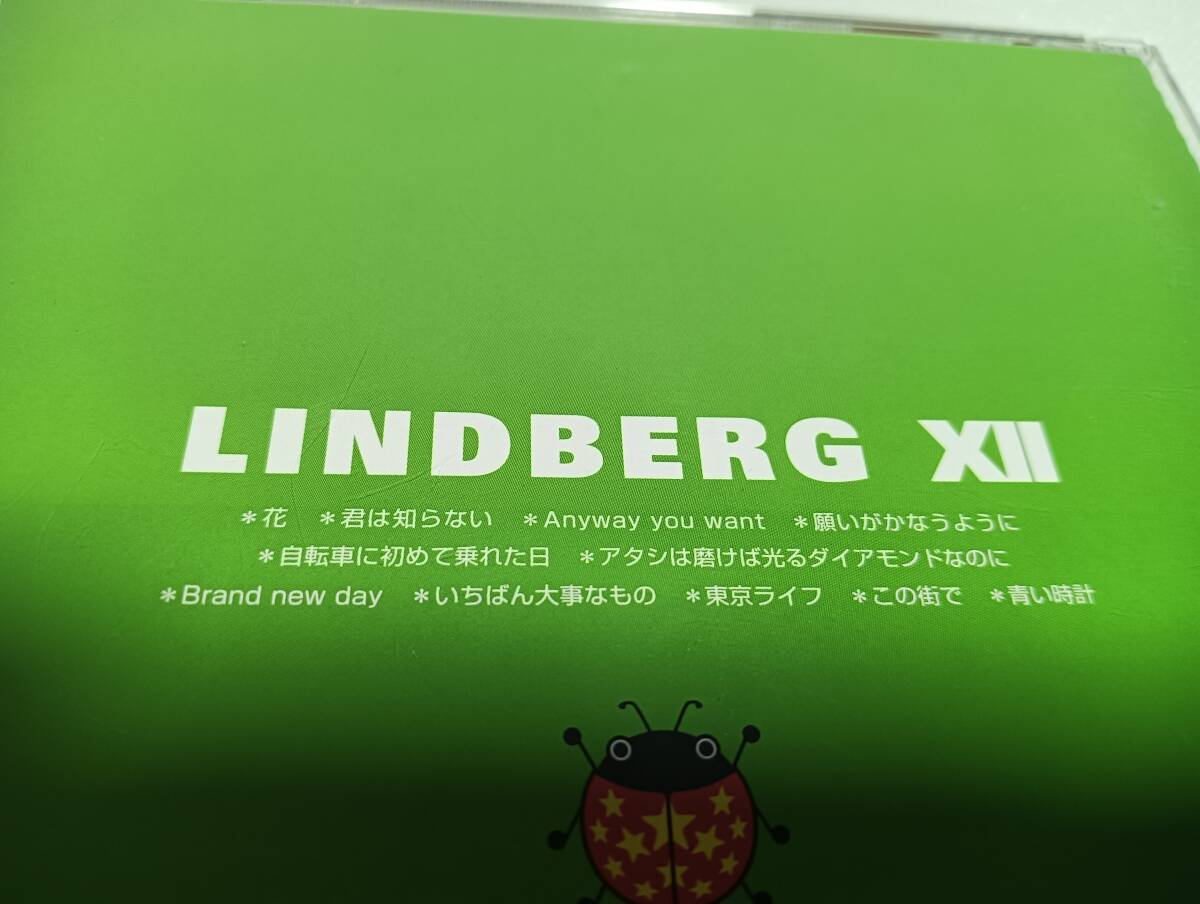 LINDBERG XII
*花 *君は知らない *Anyway you want *願いがかなうように
*自転車に初めて乗れた日 *アタシは磨けば光るダイアモンドなのに
*Brand new day *いちばん大事なもの *東京ライフ *この街で *青い時計